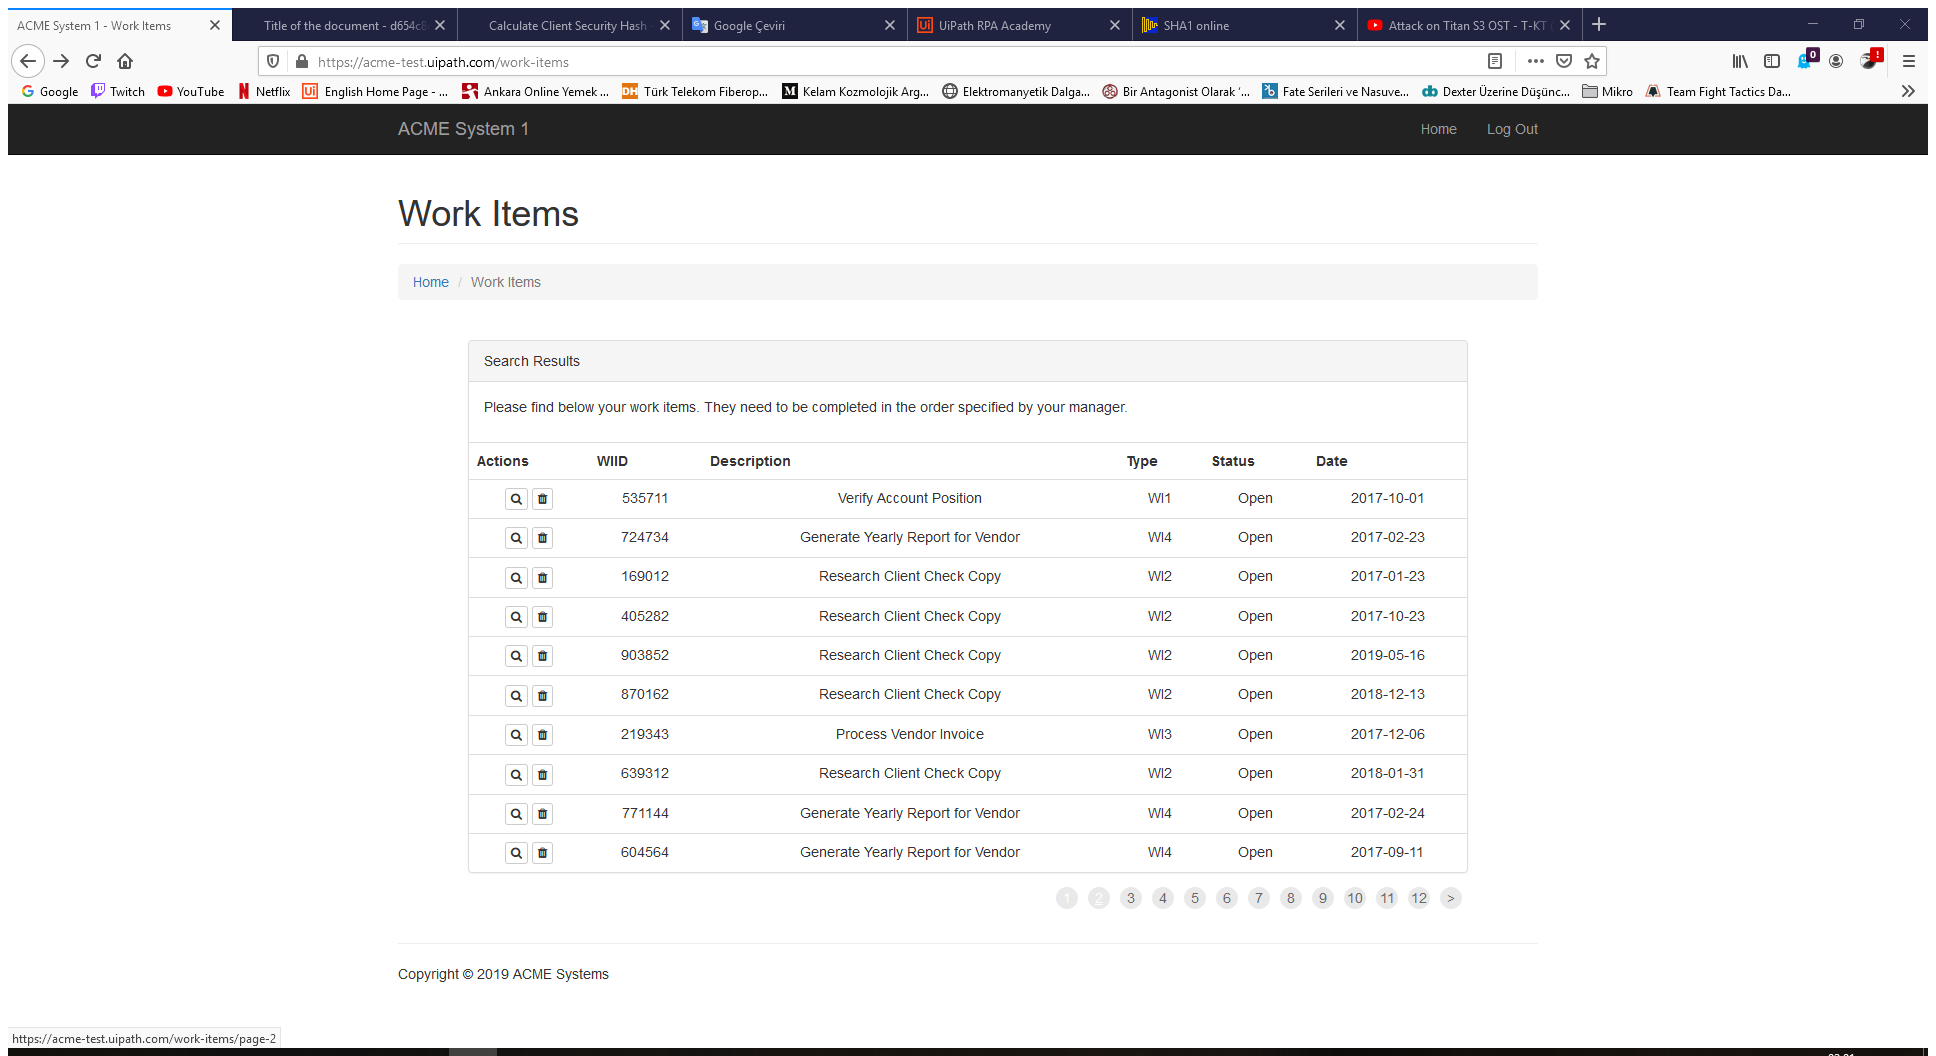 ACME System 1 - Work Items
Title of the document - d654c8
Calculate Client Security Hash
Google Çeviri
UiPath RPA Academy
SHA1 online
Attack on Titan S3 OST - T-KT
https://acme-test.uipath.com/work-items
0
!
Google
Twitch
YouTube
Netflix
English Home Page - ...
Ankara Online Yemek ...
DH
Türk Telekom Fiberop...
M
Kelam Kozmolojik Arg...
Elektromanyetik Dalga...
Bir Antagonist Olarak '...
Fate Serileri ve Nasuve...
Dexter Üzerine Düşünc...
Mikro
Team Fight Tactics Da...
ACME System 1
Home
Log Out
Work Items
Home / Work Items
Search Results
Please find below your work items. They need to be completed in the order specified by your manager.
Actions WIID Description Type Status Date
535711 Verify Account Position WI1 Open 2017-10-01
724734 Generate Yearly Report for Vendor WI4 Open 2017-02-23
169012 Research Client Check Copy WI2 Open 2017-01-23
405282 Research Client Check Copy WI2 Open 2017-10-23
903852 Research Client Check Copy WI2 Open 2019-05-16
870162 Research Client Check Copy WI2 Open 2018-12-13
219343 Process Vendor Invoice WI3 Open 2017-12-06
639312 Research Client Check Copy WI2 Open 2018-01-31
771144 Generate Yearly Report for Vendor WI4 Open 2017-02-24
604564 Generate Yearly Report for Vendor WI4 Open 2017-09-11
1 2 3 4 5 6 7 8 9 10 11 12 >
Copyright © 2019 ACME Systems
https://acme-test.uipath.com/work-items/page-2